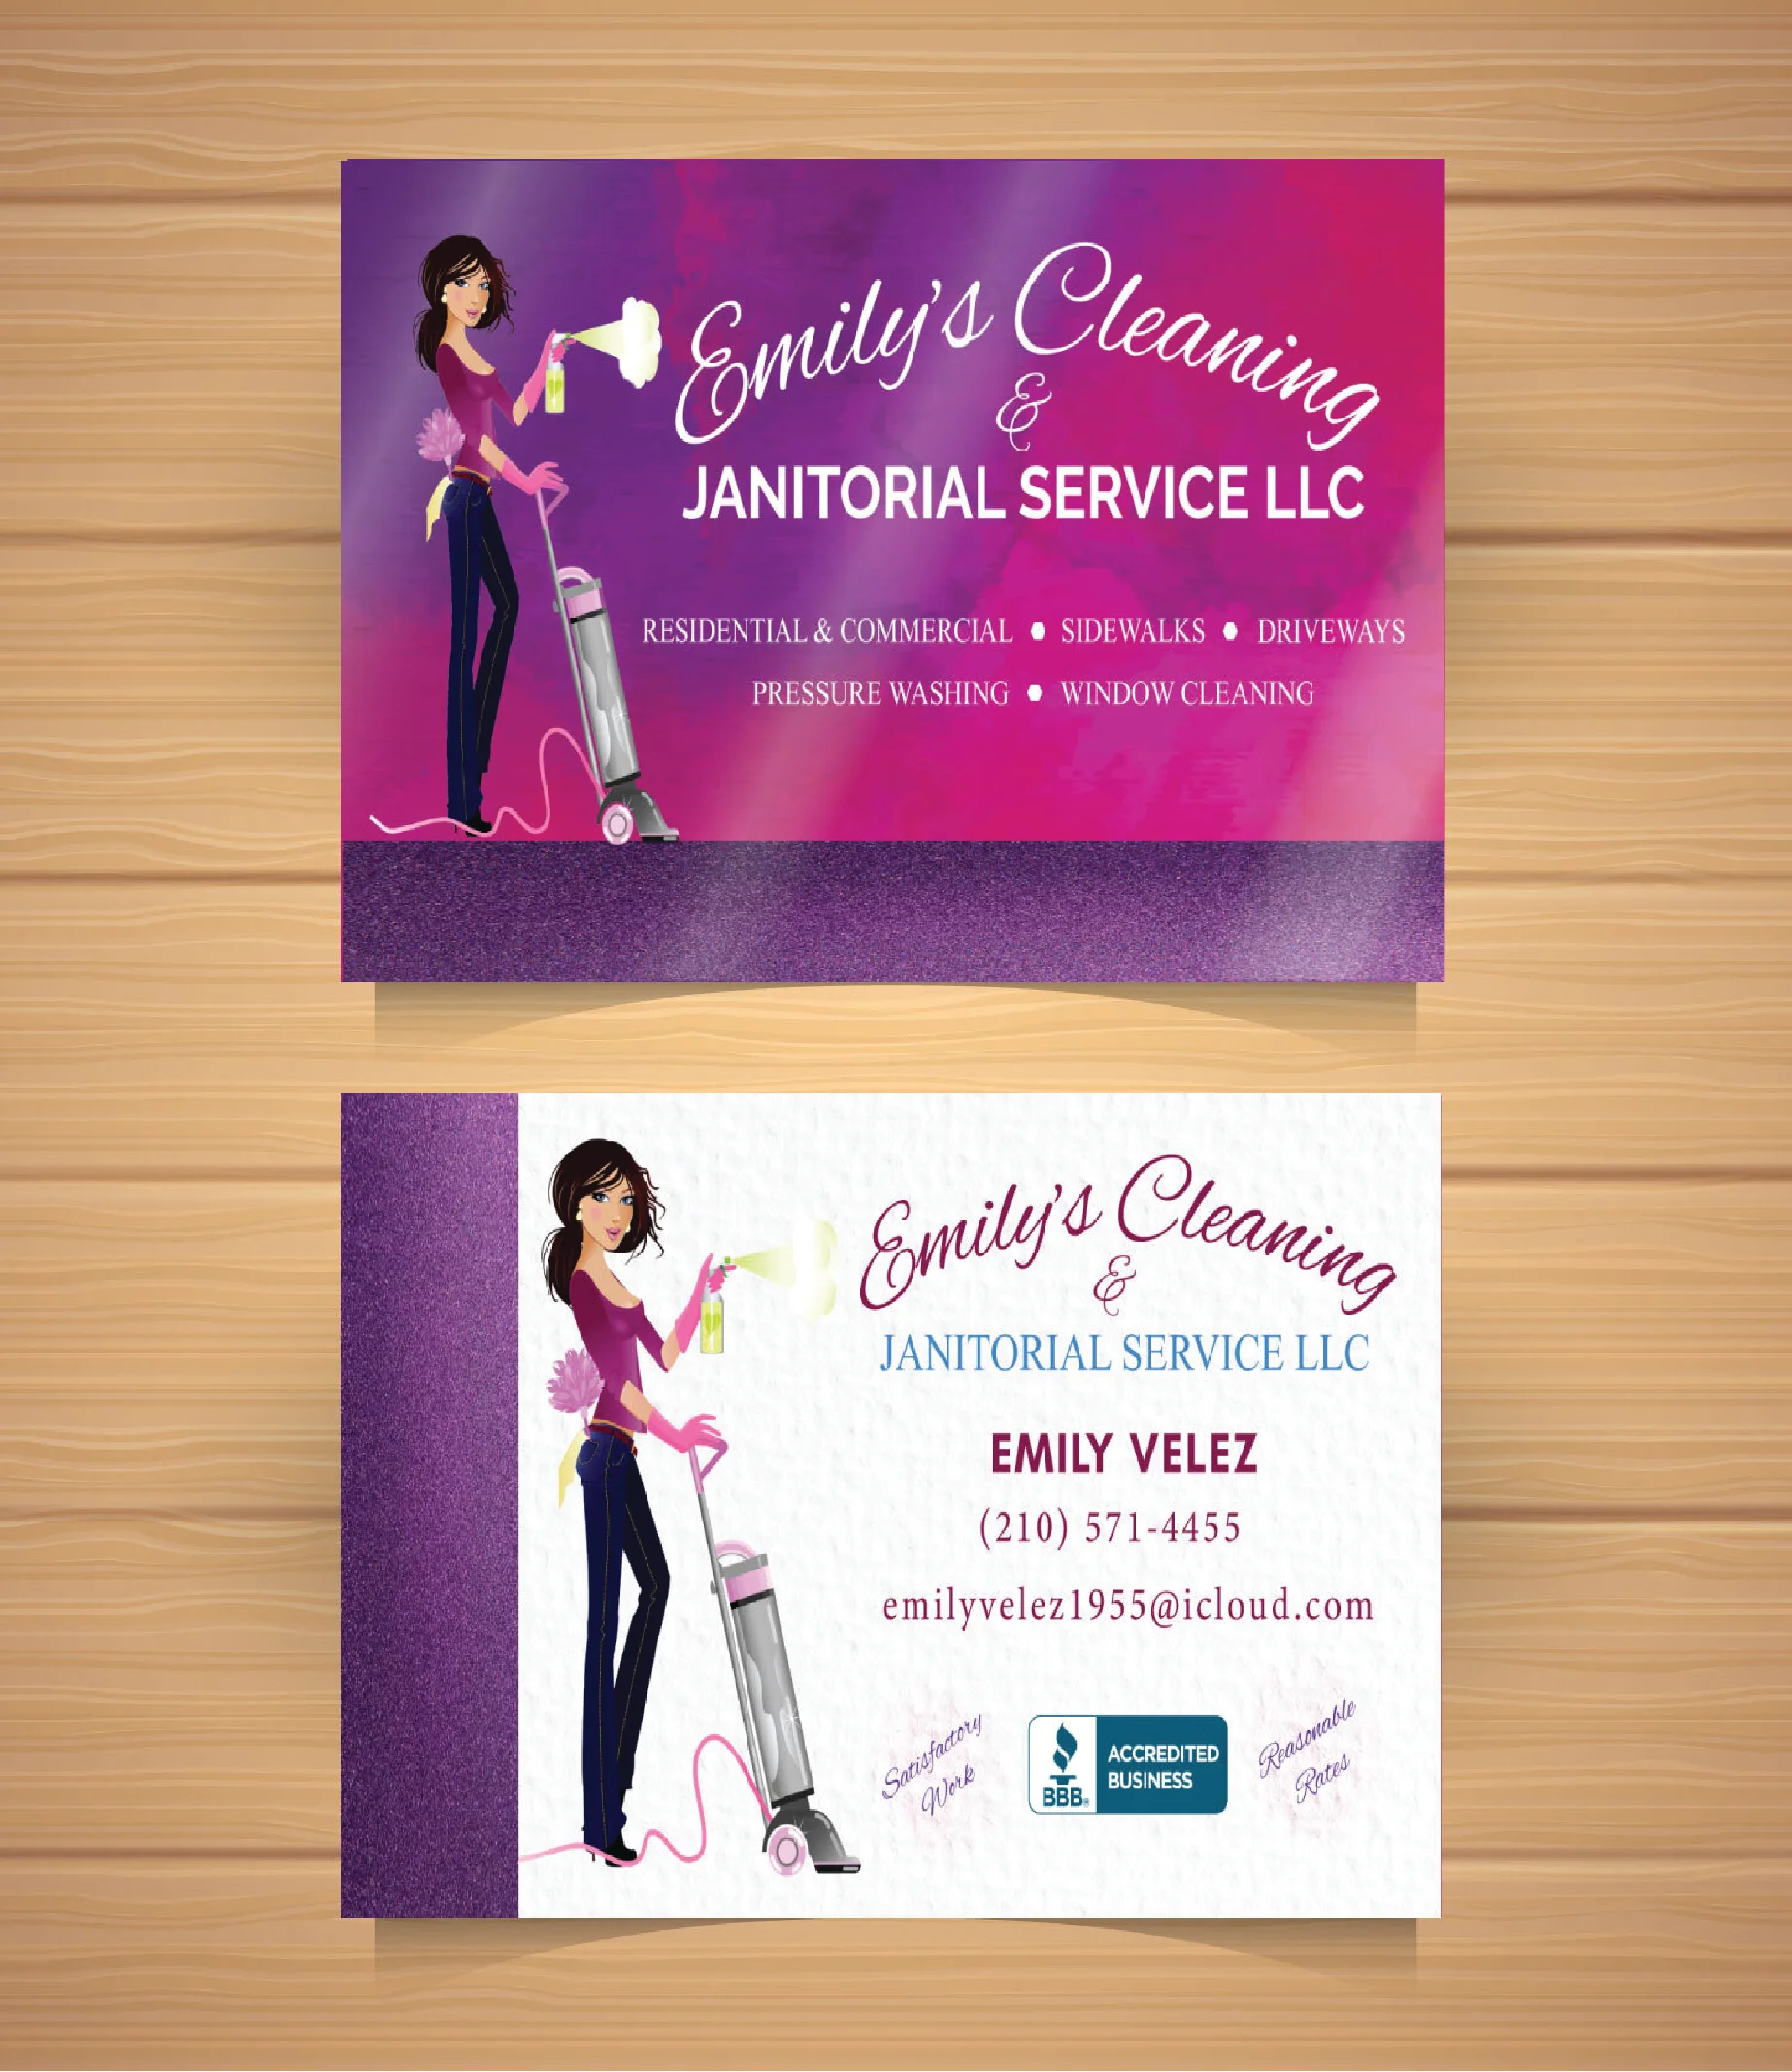 Emily's Cleaning
&
JANITORIAL SERVICE LLC
RESIDENTIAL & COMMERCIAL • SIDEWALKS • DRIVEWAYS
PRESSURE WASHING • WINDOW CLEANING
Emily's Cleaning
&
JANITORIAL SERVICE LLC
EMILY VELEZ
(210) 571-4455
emilyvelez1955@icloud.com
Satisfactory
Work
BBB®
ACCREDITED
BUSINESS
Reasonable
Rates